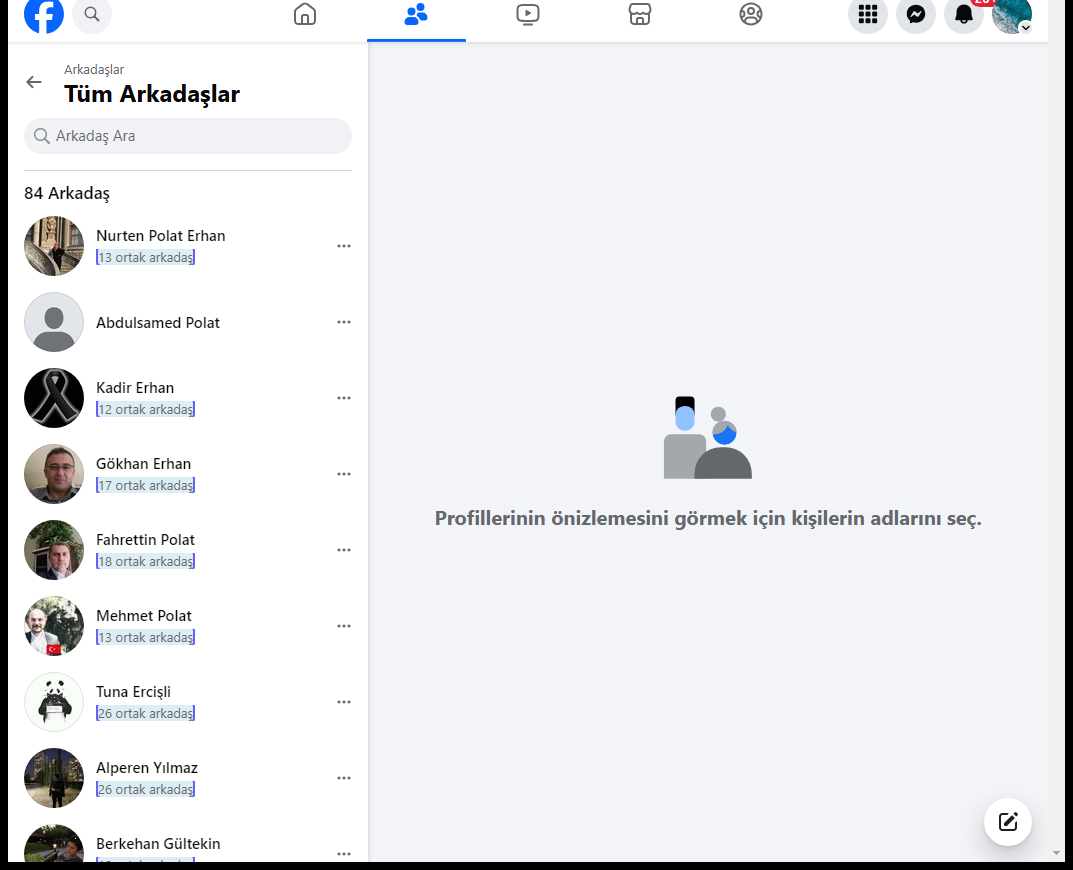 Arkadaşlar
Tüm Arkadaşlar
Arkadaş Ara
84 Arkadaş
Nurten Polat Erhan
13 ortak arkadaş
Abdulsamed Polat
Kadir Erhan
12 ortak arkadaş
Gökhan Erhan
17 ortak arkadaş
Fahrettin Polat
18 ortak arkadaş
Mehmet Polat
13 ortak arkadaş
Tuna Ercişli
26 ortak arkadaş
Alperen Yılmaz
26 ortak arkadaş
Berkehan Gültekin
Profillerinin önizlemesini görmek için kişilerin adlarını seç.